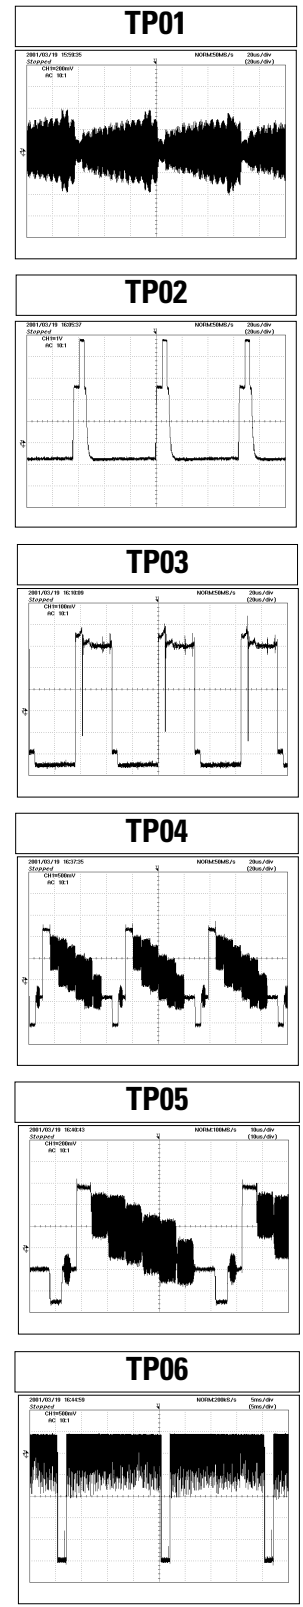 TP01
2001/03/19 15:59:35 NORM:50MS/s 20us/div
Stopped (20us/div)
CH1=200mV
AC 10:1
TP02
2001/03/19 16:05:37 NORM:50MS/s 20us/div
Stopped (20us/div)
CH1=1V
AC 10:1
TP03
2001/03/19 16:10:09 NORM:50MS/s 20us/div
Stopped (20us/div)
CH1=100mV
AC 10:1
TP04
2001/03/19 16:37:35 NORM:50MS/s 20us/div
Stopped (20us/div)
CH1=500mV
AC 10:1
TP05
2001/03/19 16:40:43 NORM:100MS/s 10us/div
Stopped (10us/div)
CH1=200mV
AC 10:1
TP06
2001/03/19 16:44:59 NORM:200kS/s 5ms/div
Stopped (5ms/div)
CH1=500mV
AC 10:1